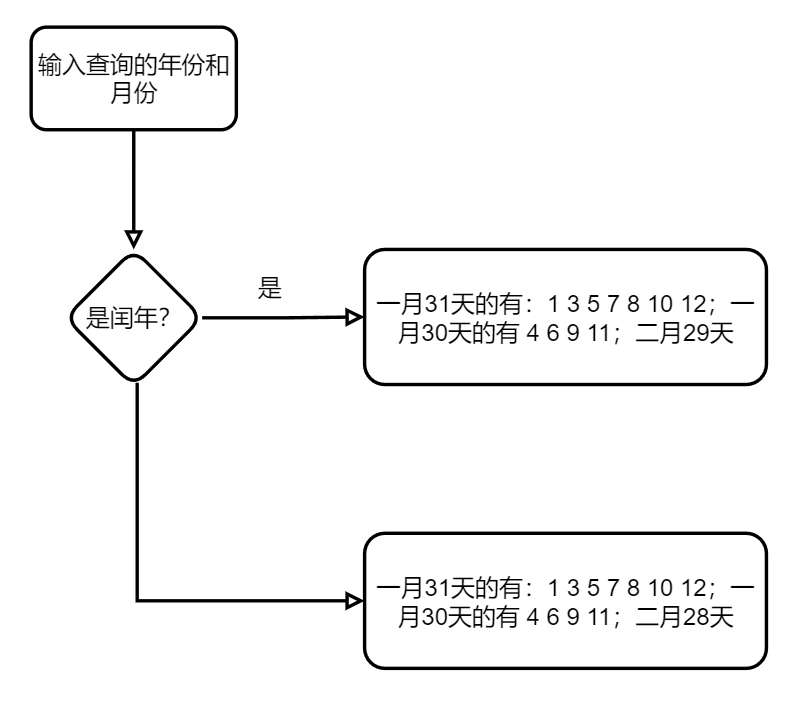 输入查询的年份和
月份
是闰年？
是
一月31天的有：1 3 5 7 8 10 12；一
月30天的有 4 6 9 11；二月29天
一月31天的有：1 3 5 7 8 10 12；一
月30天的有 4 6 9 11；二月28天